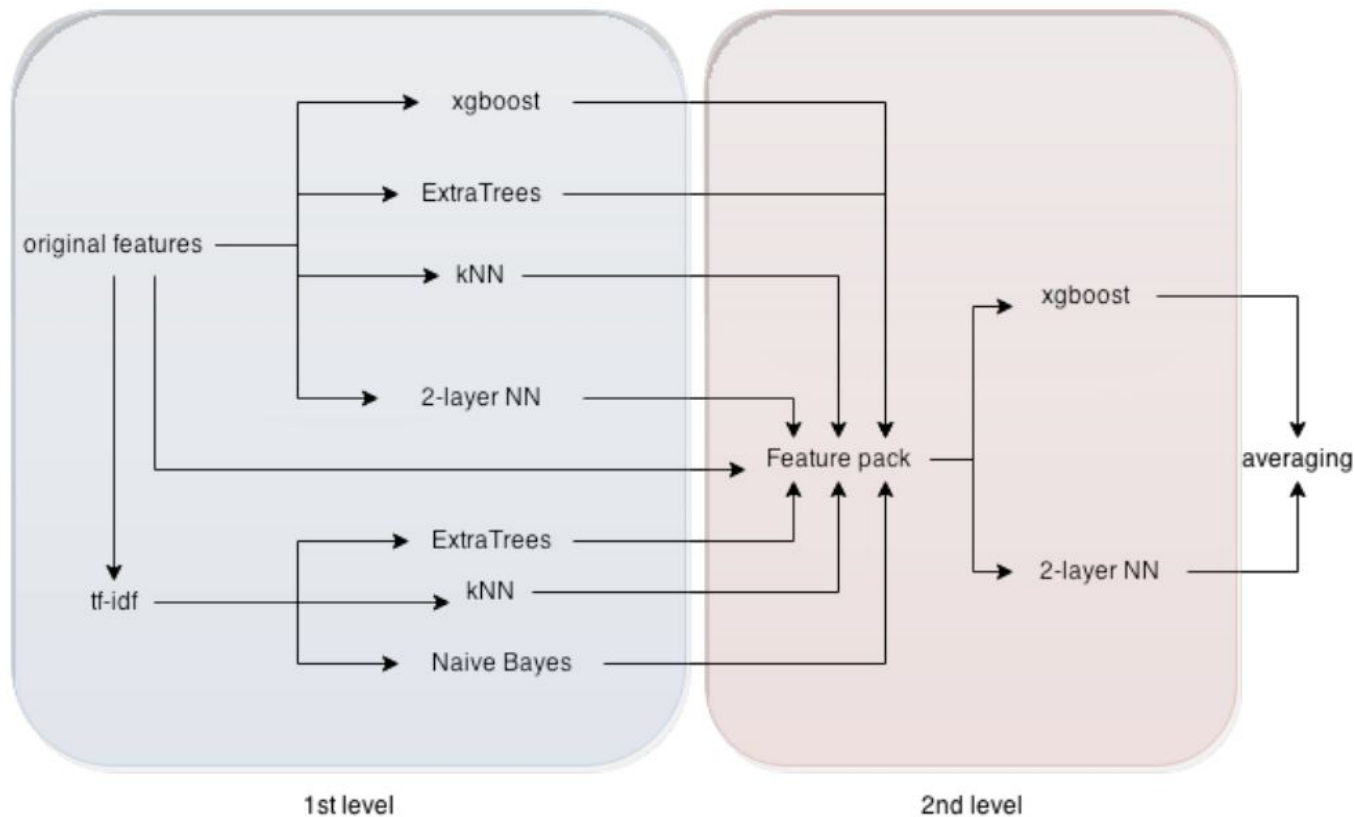 xgboost
ExtraTrees
original features
kNN
2-layer NN
ExtraTrees
tf-idf
kNN
Naive Bayes
Feature pack
xgboost
2-layer NN
averaging
1st level
2nd level